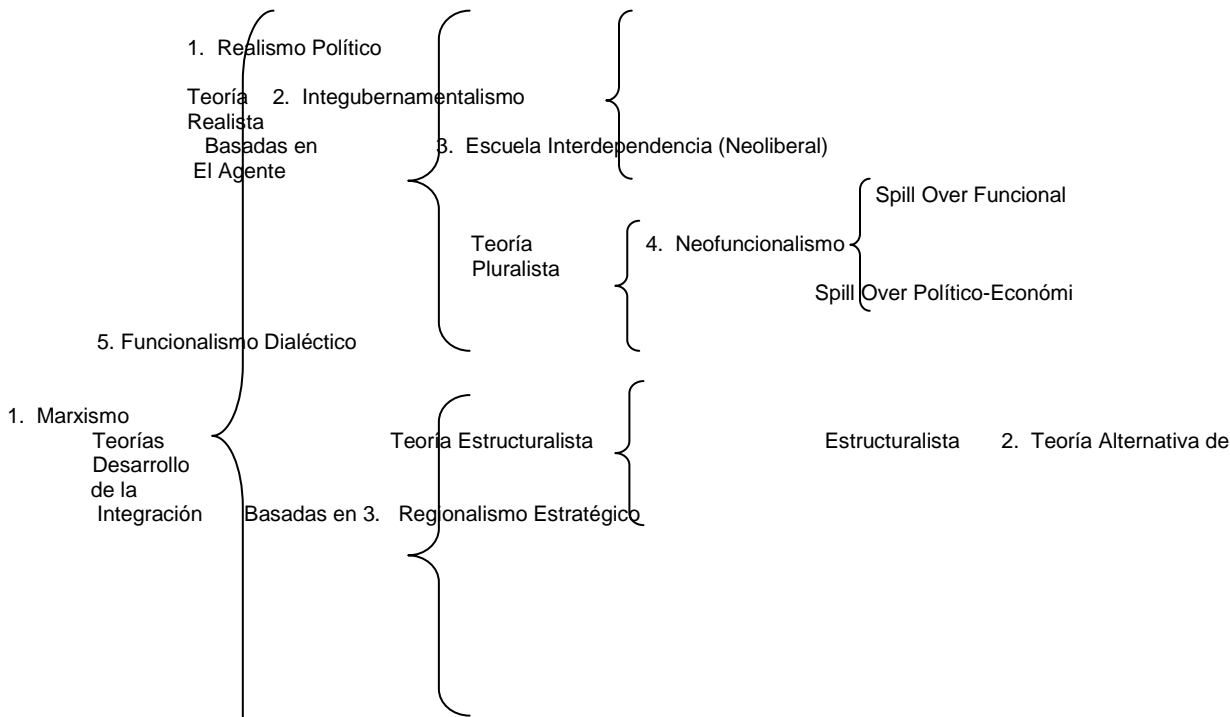 1. Realismo Político
Teoría 2. Integubernamentalismo
Realista
Basadas en 3. Escuela Interdependencia (Neoliberal)
El Agente
Spill Over Funcional
Teoría 4. Neofuncionalismo
Pluralista
Spill Over Político-Económi
5. Funcionalismo Dialéctico
1. Marxismo
Teorías Teoría Estructuralista Estructuralista 2. Teoría Alternativa de
Desarrollo
de la
Integración Basadas en 3. Regionalismo Estratégico